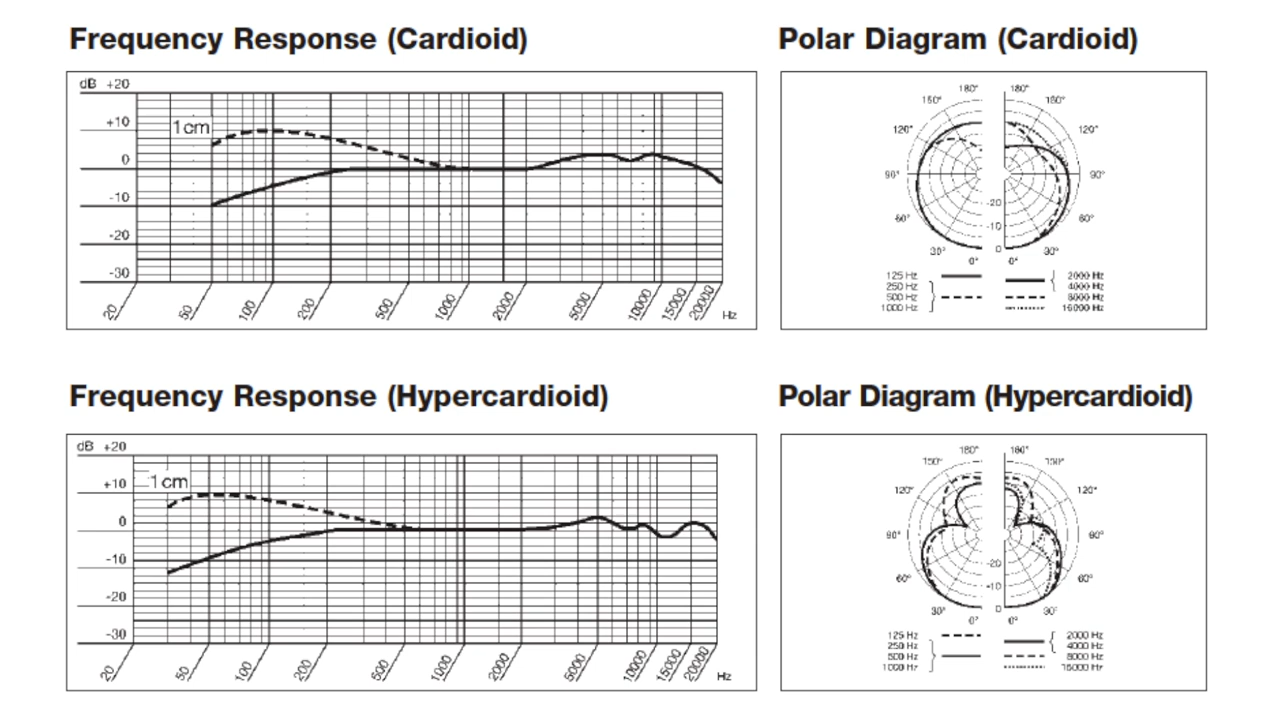 Frequency Response (Cardioid)
dB +20
+10
1cm
0
-10
-20
-30
20 50 100 200 500 1000 2000 5000 10000 15000 20000 Hz
Polar Diagram (Cardioid)
180° 180°
150° 150°
120° 120°
90° 90°
-20
60° -10 60°
30° 0 30°
0° 0°
125 Hz 2000 Hz
250 Hz 4000 Hz
500 Hz 8000 Hz
1000 Hz 16000 Hz
Frequency Response (Hypercardioid)
dB +20
+10 1cm
0
-10
-20
-30
20 50 100 200 500 1000 2000 5000 10000 15000 20000 Hz
Polar Diagram (Hypercardioid)
180° 180°
150° 150°
120° 120°
90° 90°
-20
60° -10 60°
30° 0 30°
0° 0°
125 Hz 2000 Hz
250 Hz 4000 Hz
500 Hz 8000 Hz
1000 Hz 16000 Hz